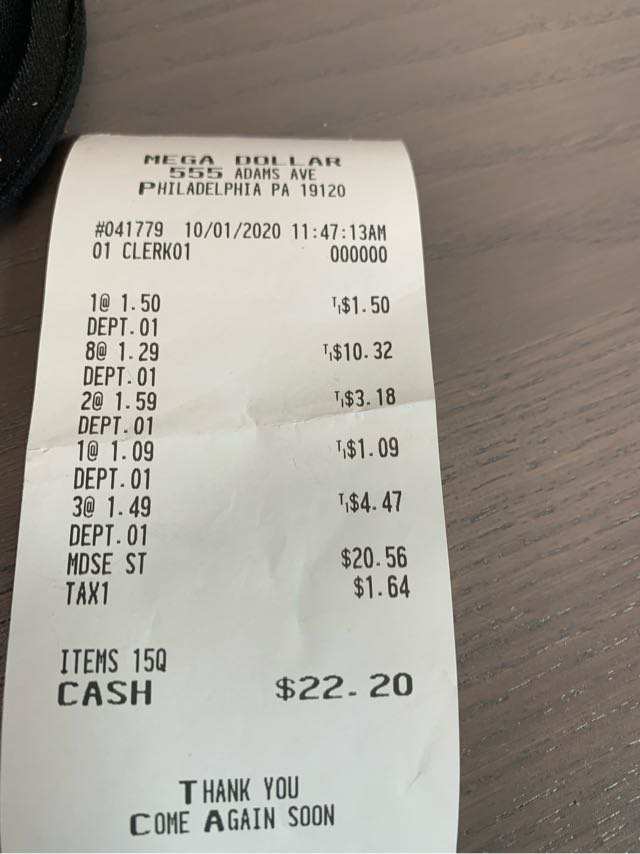 MEGA DOLLAR
555 ADAMS AVE
PHILADELPHIA PA 19120
#041779 10/01/2020 11:47:13AM
01 CLERK01 000000
1@ 1.50 T1$1.50
DEPT.01
8@ 1.29 T1$10.32
DEPT.01
2@ 1.59 T1$3.18
DEPT.01
1@ 1.09 T1$1.09
DEPT.01
3@ 1.49 T1$4.47
DEPT.01
MDSE ST $20.56
TAX1 $1.64
ITEMS 15Q
CASH $22.20
THANK YOU
COME AGAIN SOON